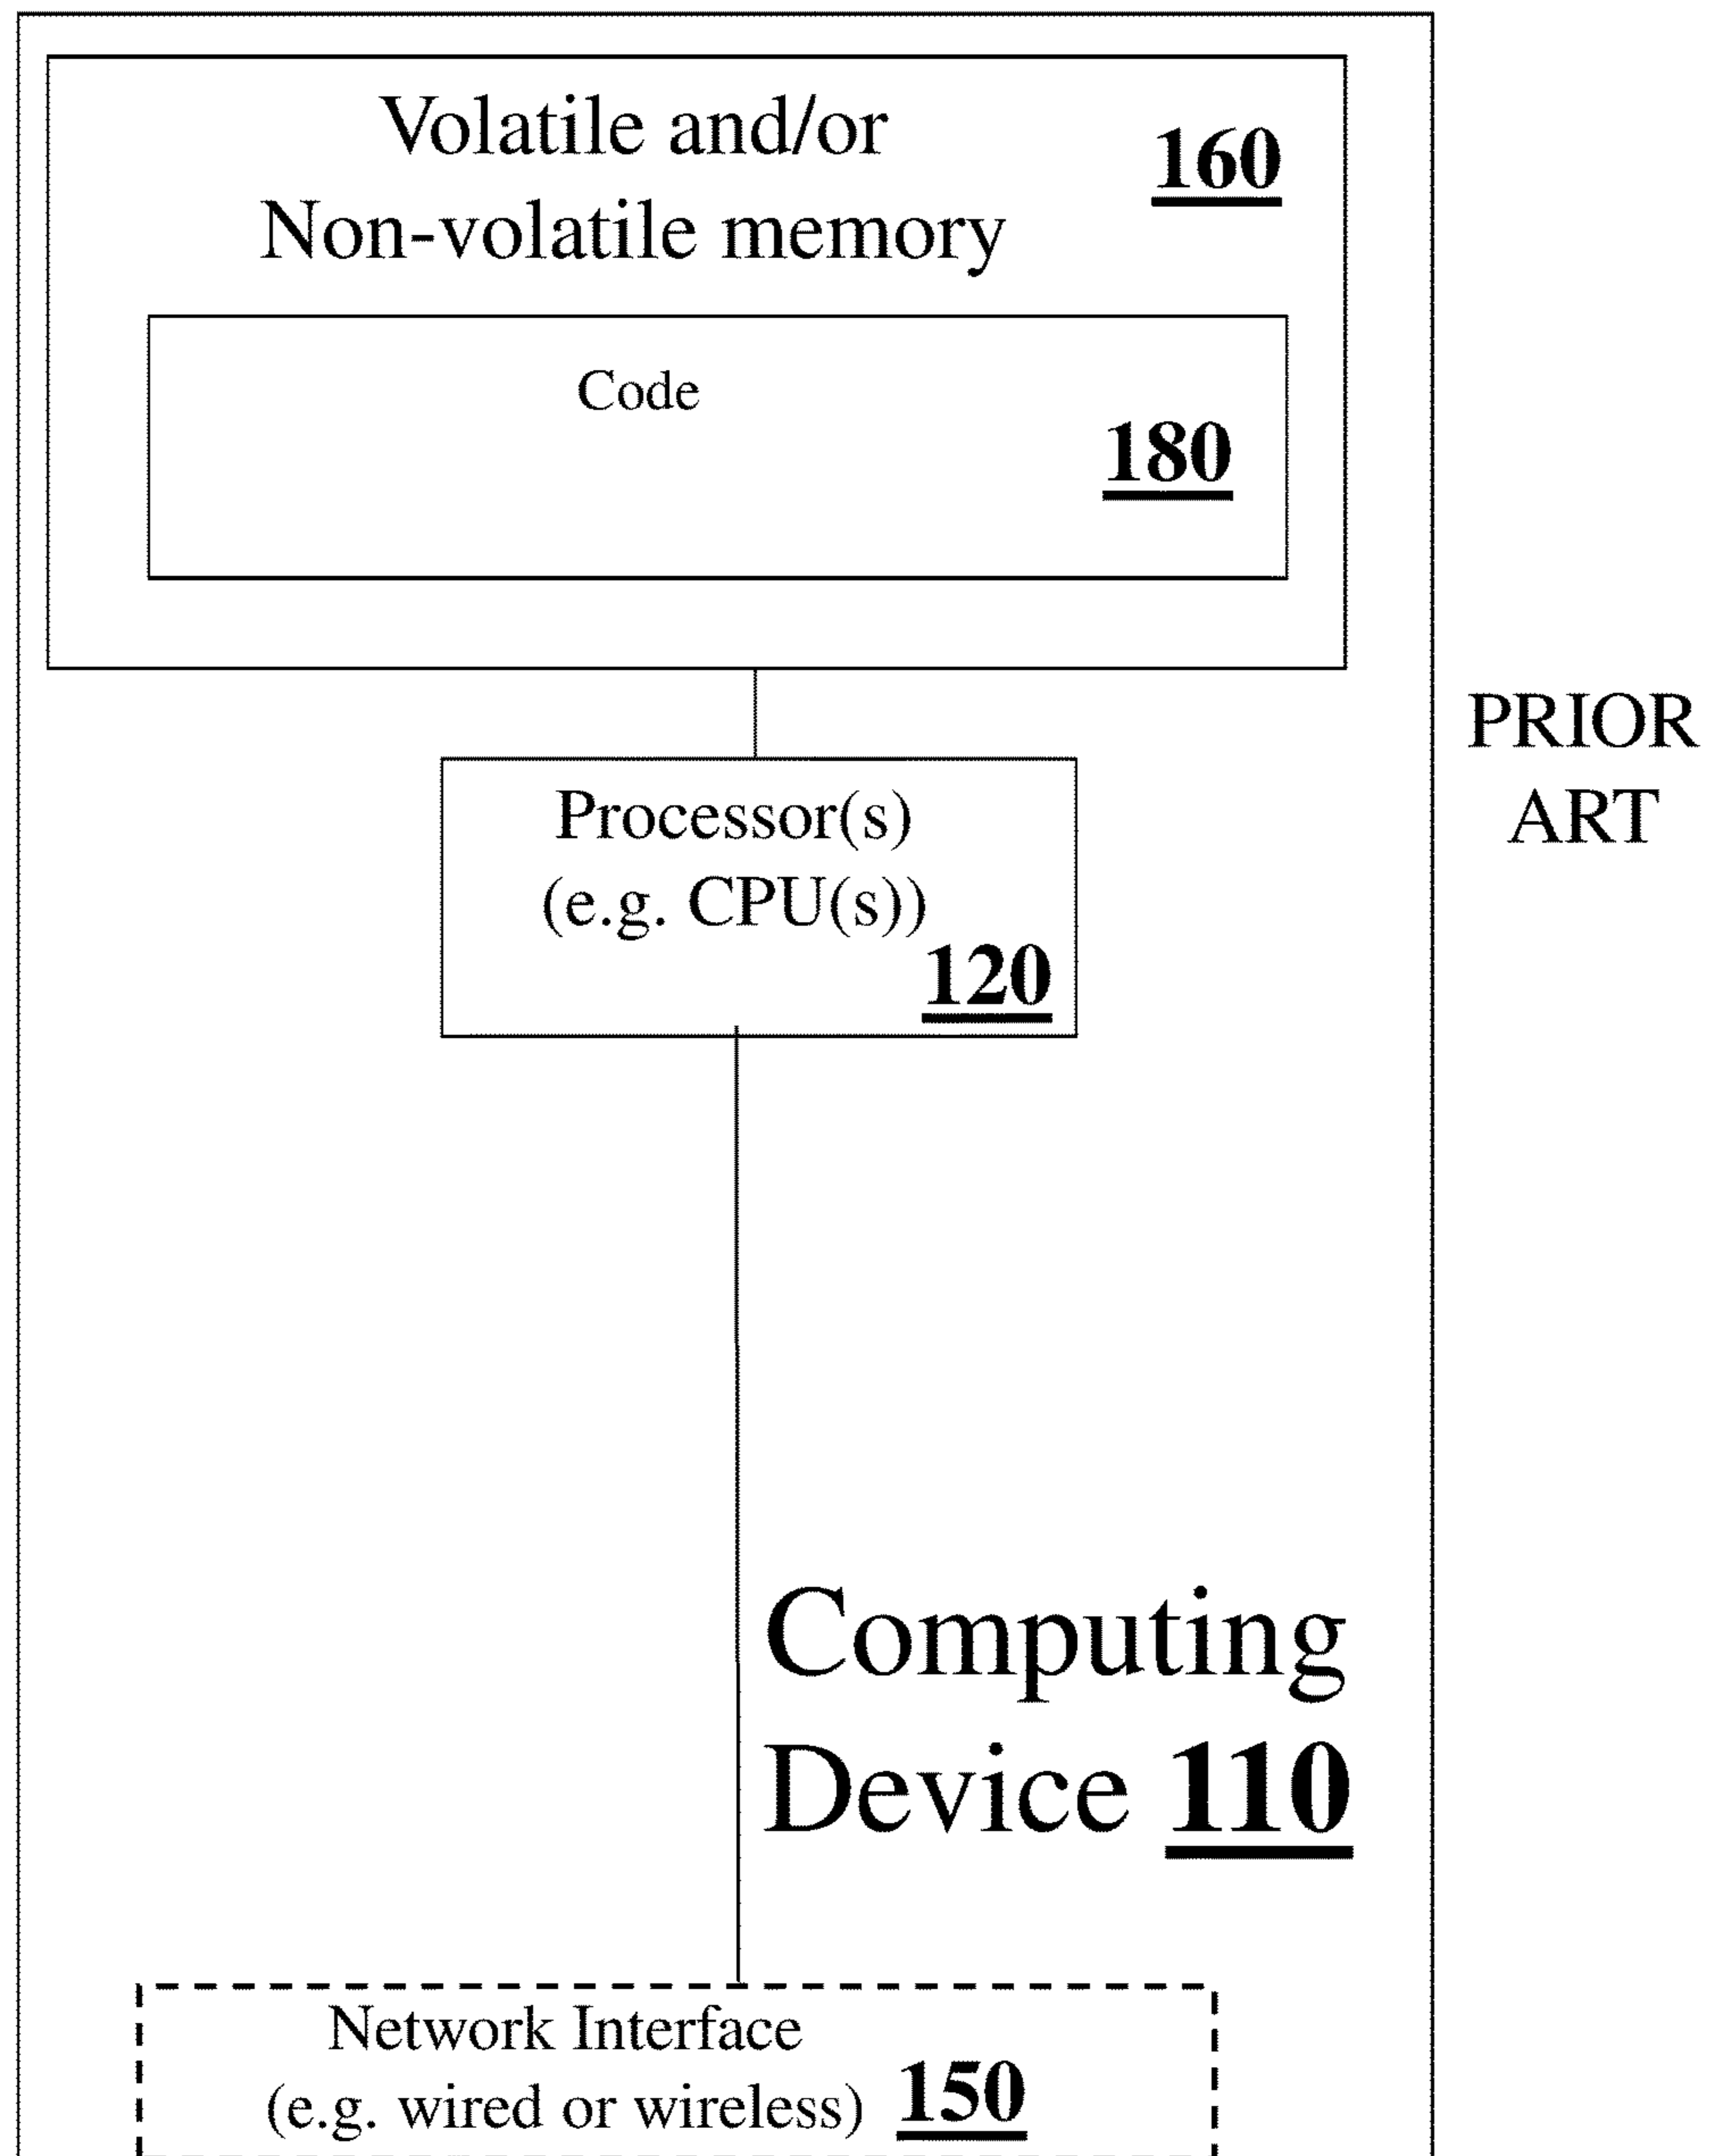 Volatile and/or
Non-volatile memory
160
Code
180
PRIOR
ART
Processor(s)
(e.g. CPU(s))
120
Computing
Device 110
Network Interface
(e.g. wired or wireless) 150